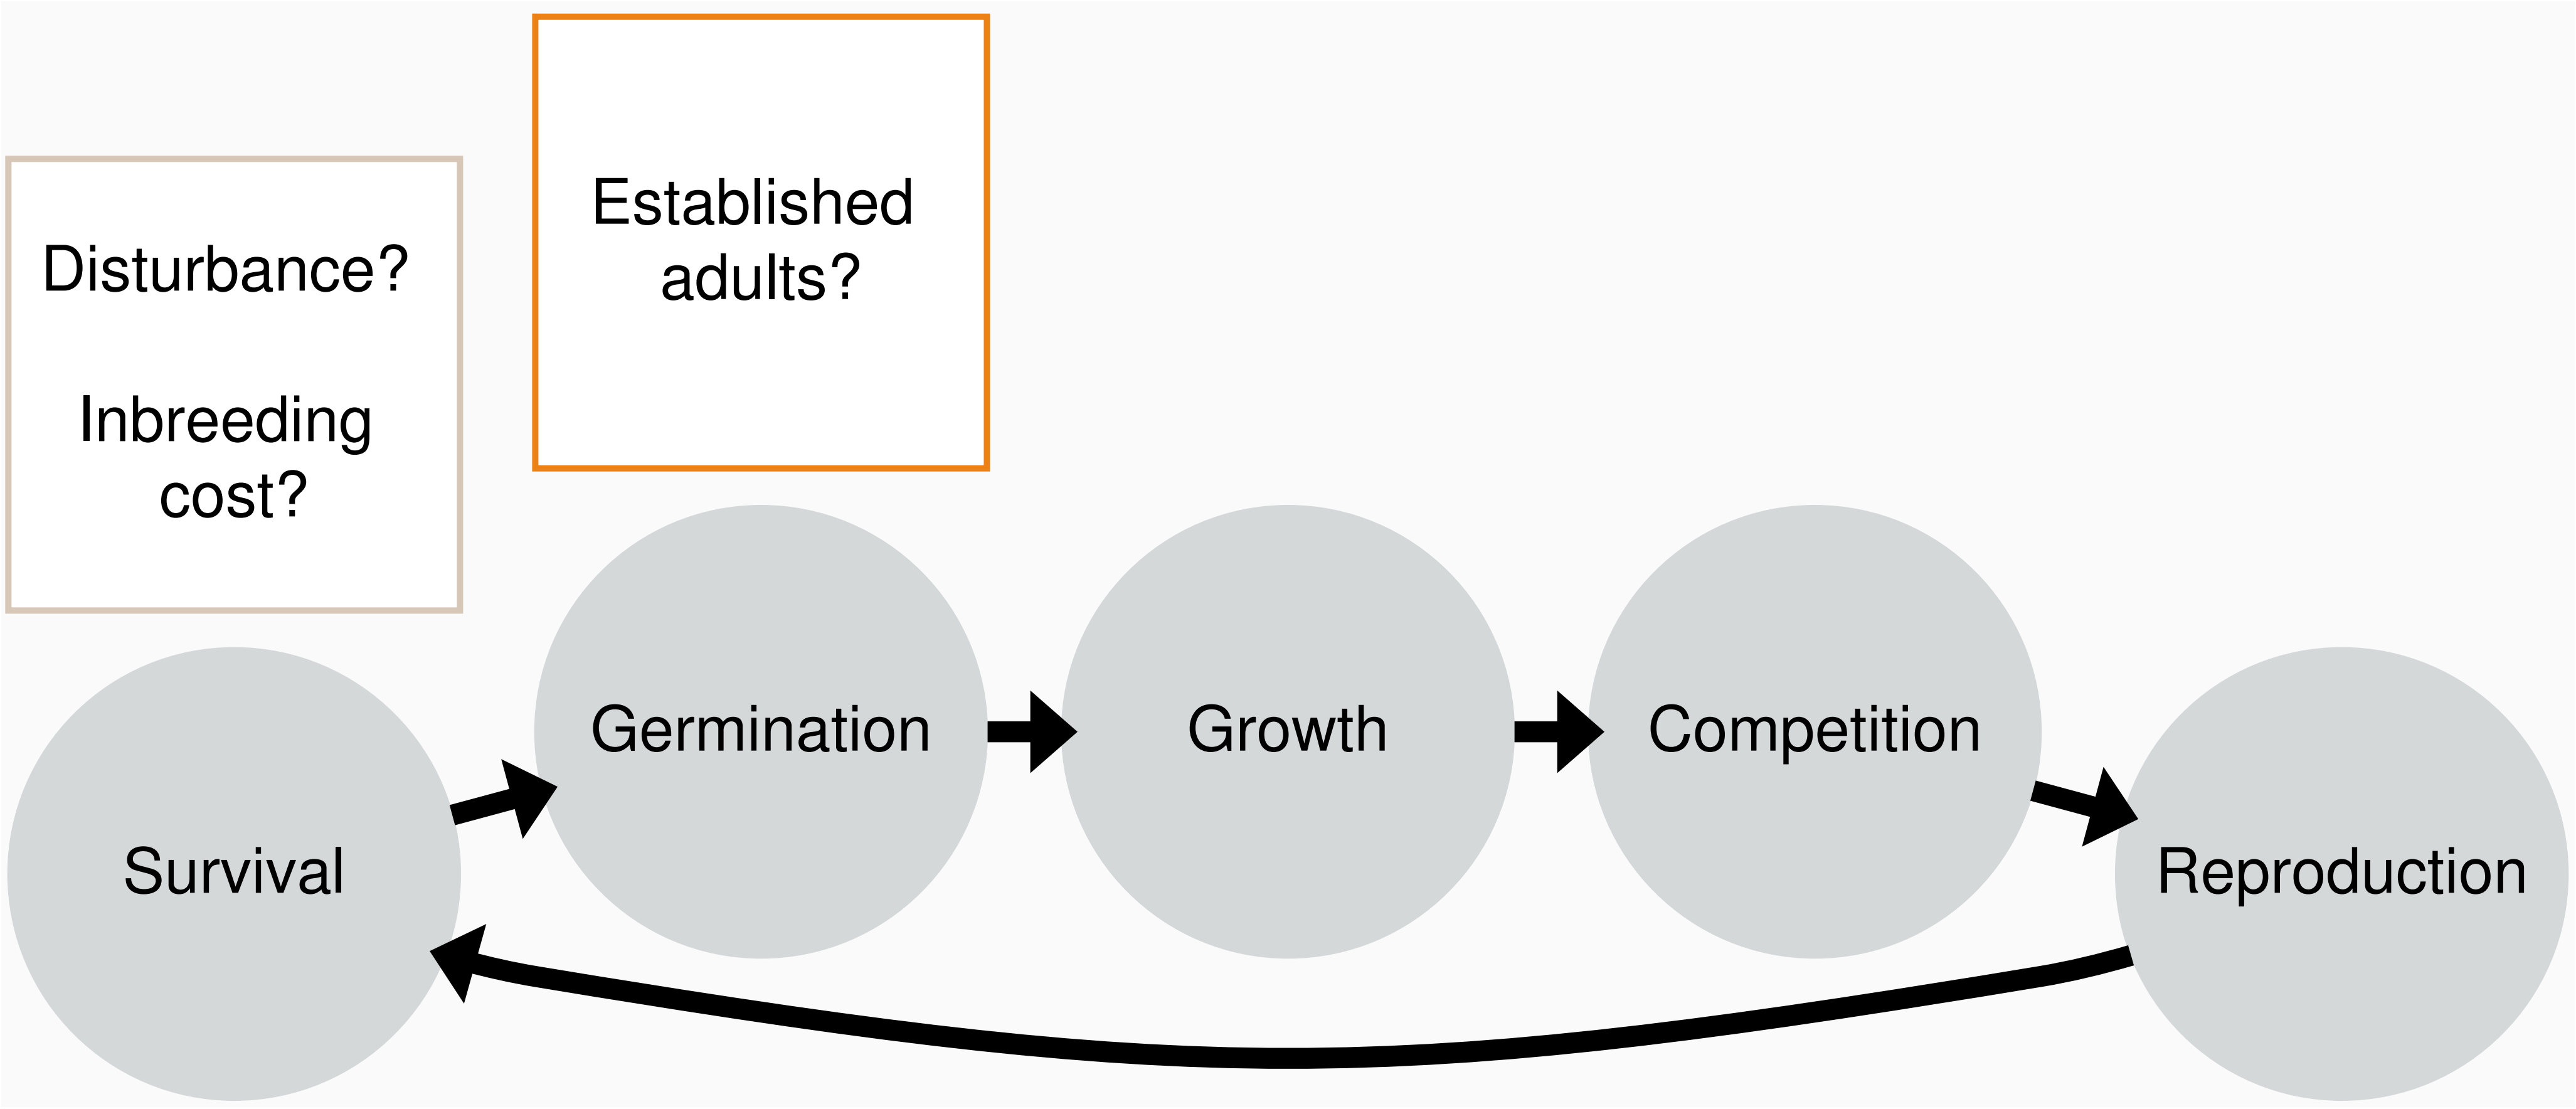 Disturbance?
Inbreeding
cost?
Established
adults?
Survival
Germination
Growth
Competition
Reproduction